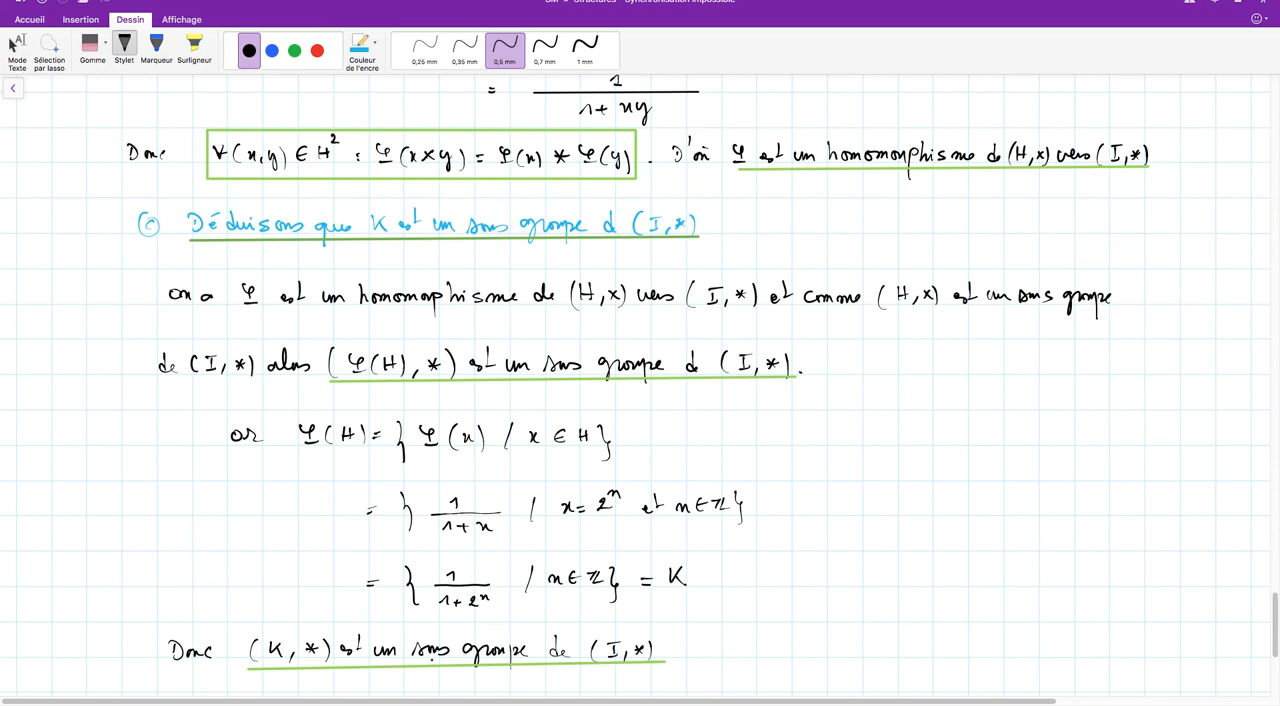 SM - Structures - Synchronisation impossible
Accueil Insertion Dessin Affichage
Mode Texte Sélection par lasso Gomme Stylet Marqueur Surligneur Couleur de l'encre 0,25 mm 0,35 mm 0,5 mm 0,7 mm 1 mm
= 1 / (1 + xy)
Donc ∀(x,y) ∈ H² : φ(x×y) = φ(x) * φ(y) . D'où φ est un homomorphisme de (H,×) vers (I,*)
(c) Déduisons que K est un sous groupe de (I,*)
on a φ est un homomorphisme de (H,×) vers (I,*) et comme (H,×) est un sous groupe
de (I,*) alors (φ(H),*) est un sous groupe de (I,*).
or φ(H) = { φ(x) / x ∈ H }
= { 1/(1+x) / x = 2ⁿ et n ∈ ℤ }
= { 1/(1+2ⁿ) / n ∈ ℤ } = K
Donc (K,*) est un sous groupe de (I,*)